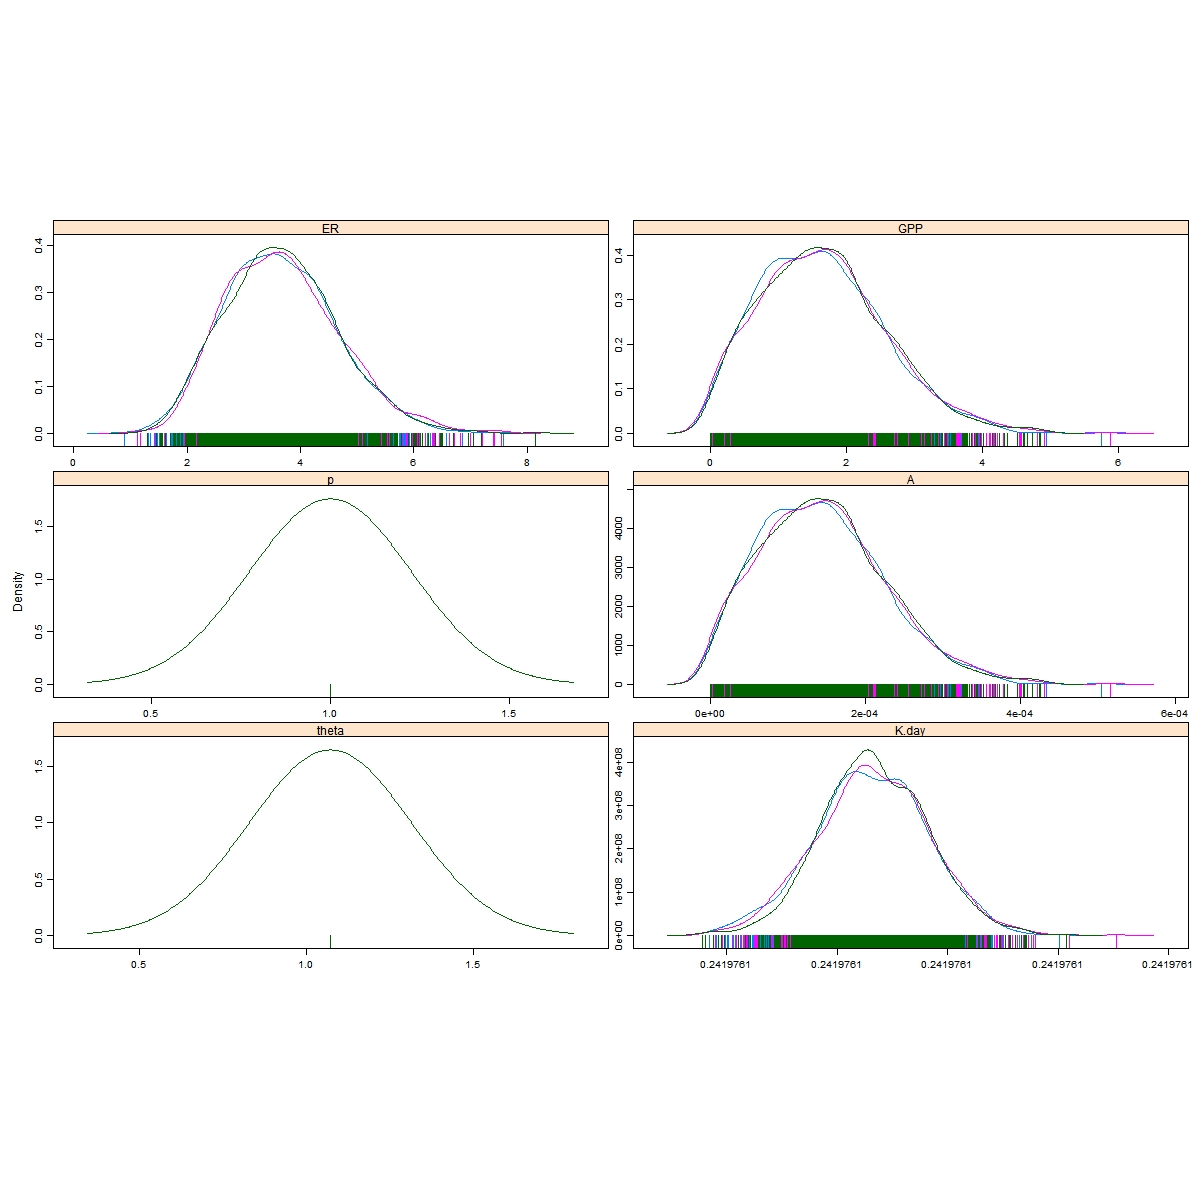 ER
0.0 0.1 0.2 0.3 0.4
0 2 4 6 8
GPP
0.0 0.1 0.2 0.3 0.4
0 2 4 6
p
0.0 0.5 1.0 1.5
0.5 1.0 1.5
A
0 1000 2000 3000 4000
0e+00 2e-04 4e-04 6e-04
Density
theta
0.0 0.5 1.0 1.5
0.5 1.0 1.5
K.day
0e+00 1e+08 2e+08 3e+08 4e+08
0.2419761 0.2419761 0.2419761 0.2419761 0.2419761